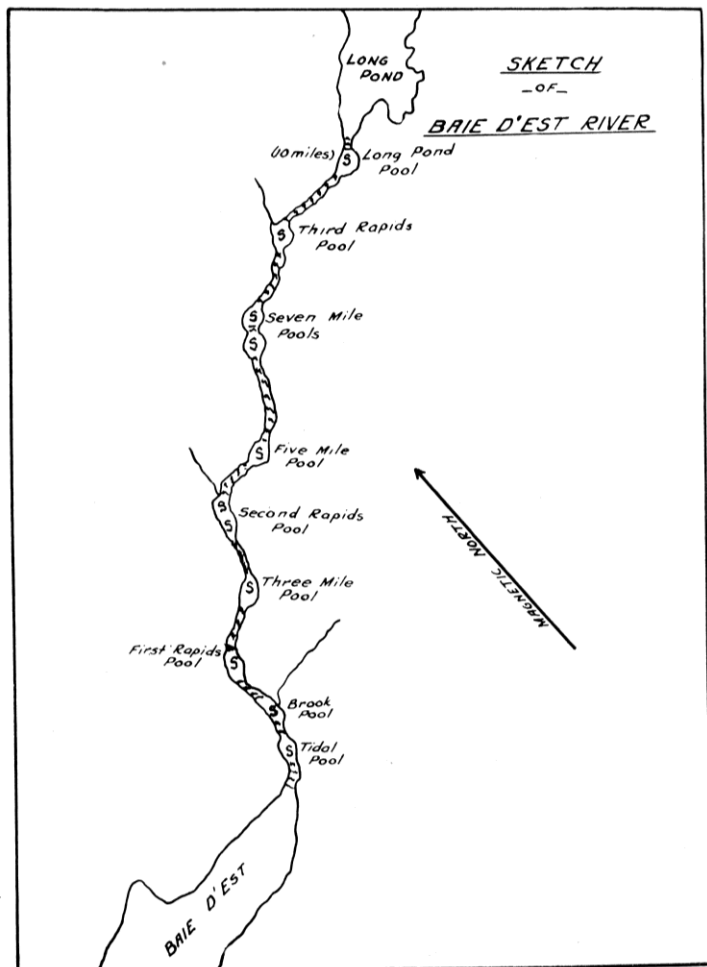 LONG
POND
SKETCH
_OF_
BAIE D'EST RIVER
(10 miles)
S
Long Pond
Pool
S
Third Rapids
Pool
S
Seven Mile
Pools
S
S
Five Mile
Pool
S
S
Second Rapids
Pool
MAGNETIC NORTH
S
Three Mile
Pool
First Rapids
Pool
S
S
Brook
Pool
S
Tidal
Pool
BAIE D'EST